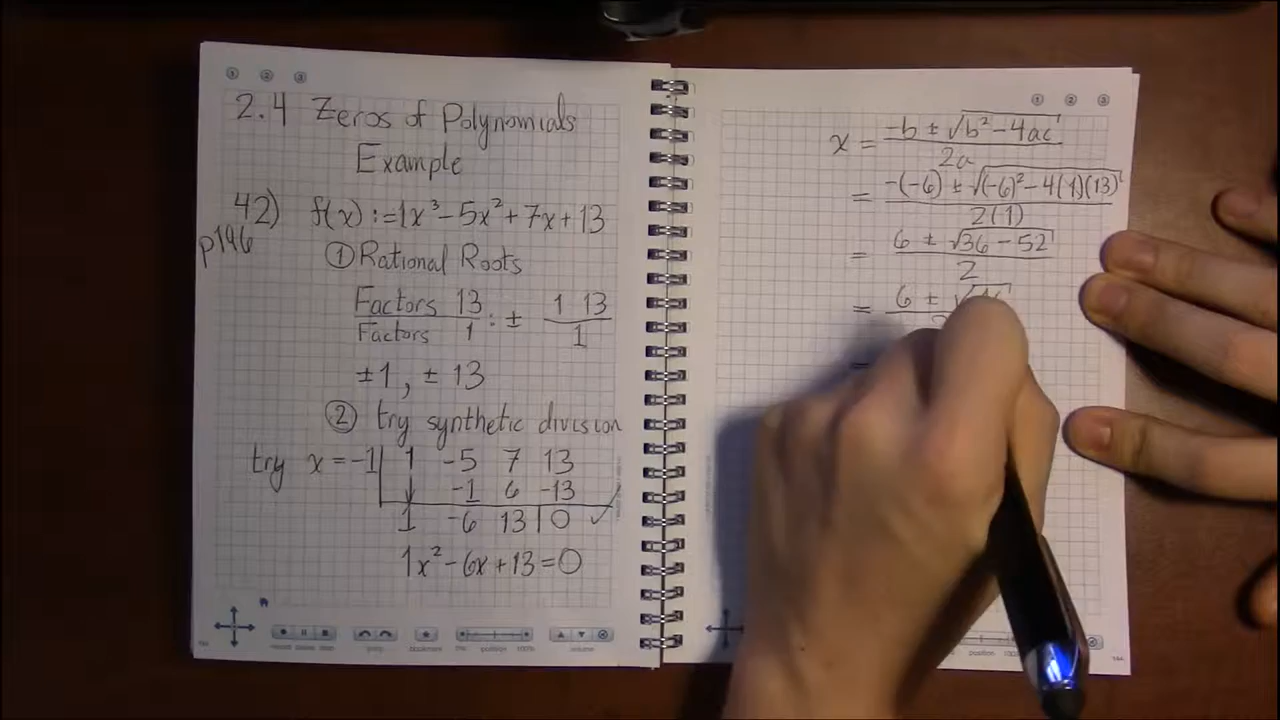 2.4 Zeros of Polynomials
Example
42) f(x) := 1x³ - 5x² + 7x + 13
p196
① Rational Roots
Factors 13 / Factors 1 : ± 1 13 / 1
±1, ± 13
② try synthetic division
try x = -1| 1 -5 7 13
-1 6 -13
1 -6 13 | 0 ✓
1x² - 6x + 13 = 0
x = -b ± √b² - 4ac / 2a
= -(-6) ± √(-6)² - 4(1)(13) / 2(1)
= 6 ± √36 - 52 / 2
= 6 ± √
=